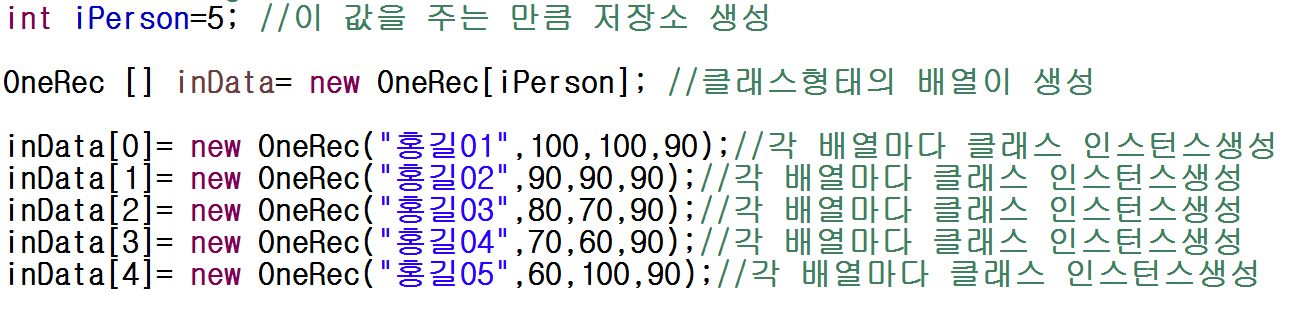 int iPerson=5; //이 값을 주는 만큼 저장소 생성
OneRec [] inData= new OneRec[iPerson]; //클래스형태의 배열이 생성
inData[0]= new OneRec("홍길01",100,100,90);//각 배열마다 클래스 인스턴스생성
inData[1]= new OneRec("홍길02",90,90,90);//각 배열마다 클래스 인스턴스생성
inData[2]= new OneRec("홍길03",80,70,90);//각 배열마다 클래스 인스턴스생성
inData[3]= new OneRec("홍길04",70,60,90);//각 배열마다 클래스 인스턴스생성
inData[4]= new OneRec("홍길05",60,100,90);//각 배열마다 클래스 인스턴스생성